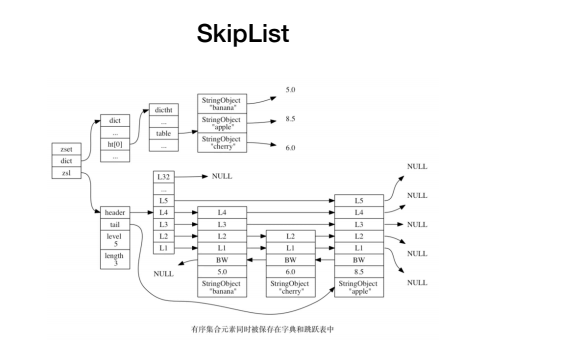 SkipList
zset
dict
zsl
dict
...
ht[0]
...
dictht
...
table
...
StringObject
"banana"
StringObject
"apple"
StringObject
"cherry"
5.0
8.5
6.0
header
tail
level
5
length
3
L32
...
L5
L4
L3
L2
L1
NULL
NULL
L4
L3
L2
L1
BW
5.0
StringObject
"banana"
L2
L1
BW
6.0
StringObject
"cherry"
L5
L4
L3
L2
L1
BW
8.5
StringObject
"apple"
NULL
NULL
NULL
NULL
NULL
有序集合元素同时被保存在字典和跳跃表中